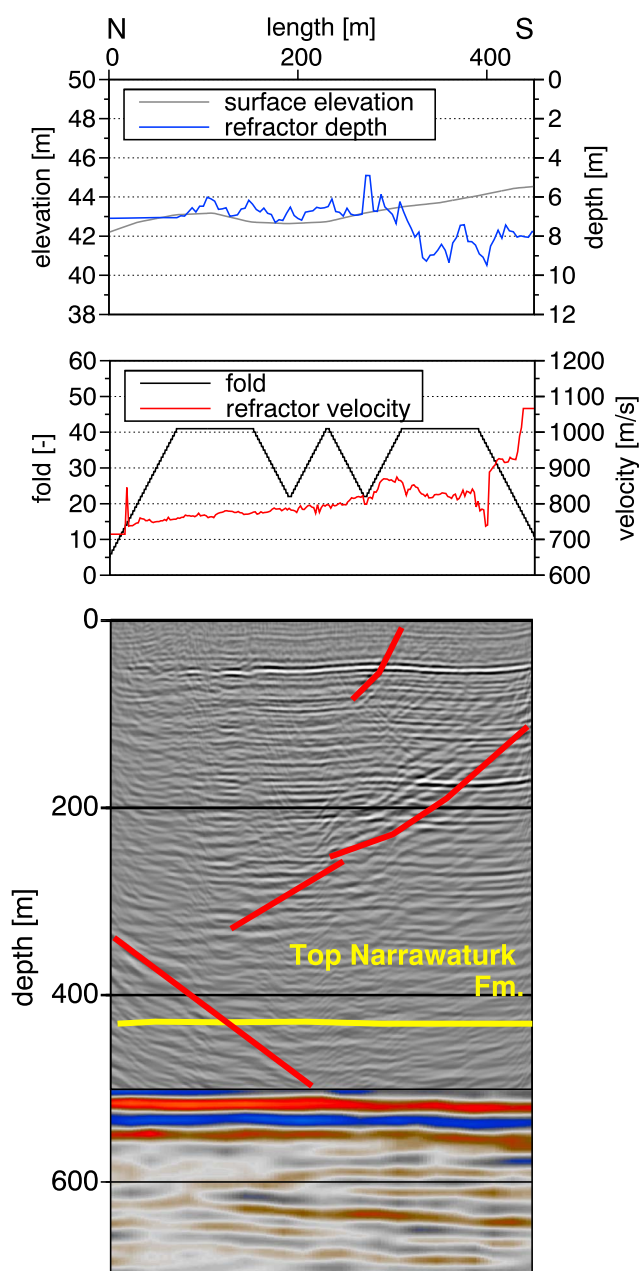 N length [m] S
0 200 400
50 0
48 2
46 4
44 6
42 8
40 10
38 12
elevation [m]
depth [m]
surface elevation
refractor depth
60 1200
50 1100
40 1000
30 900
20 800
10 700
0 600
fold [-]
velocity [m/s]
fold
refractor velocity
0
200
400
600
depth [m]
Top Narrawaturk
Fm.